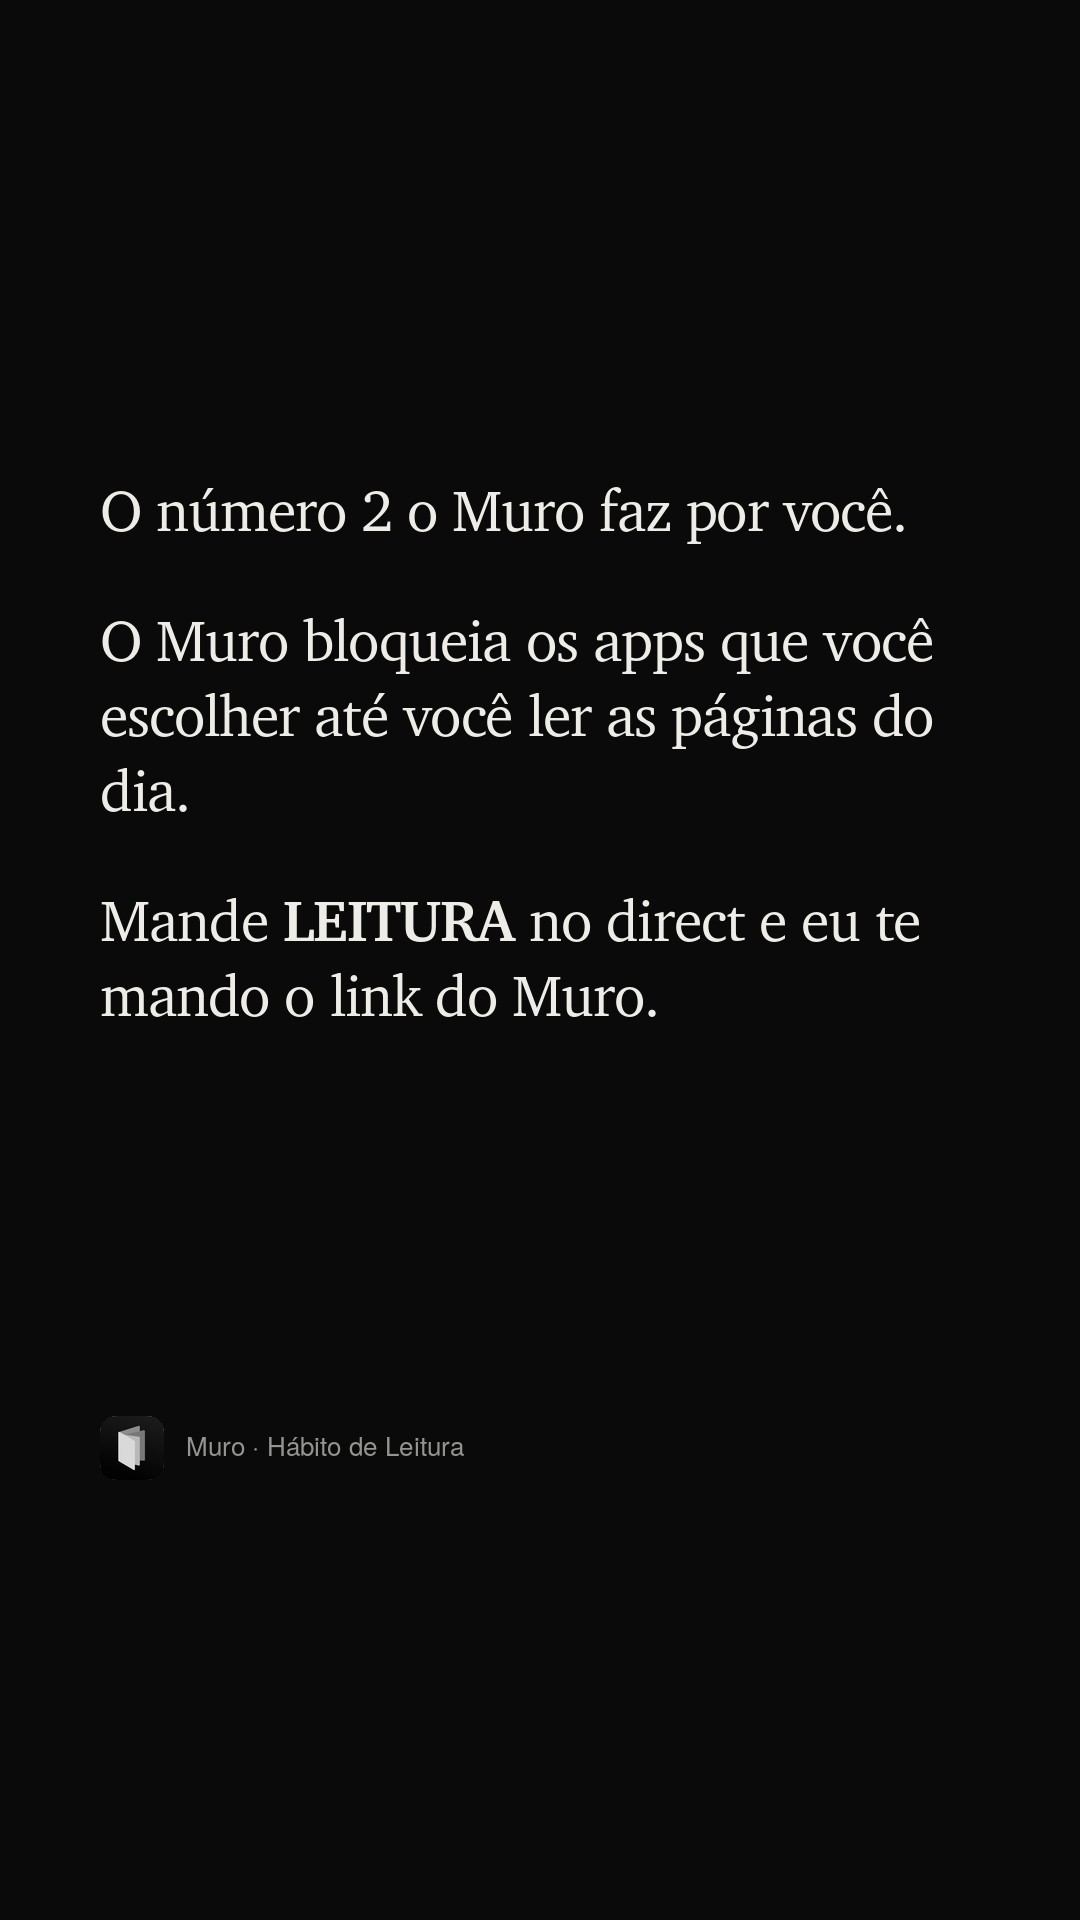 O número 2 o Muro faz por você.
O Muro bloqueia os apps que você
escolher até você ler as páginas do
dia.
Mande LEITURA no direct e eu te
mando o link do Muro.
Muro · Hábito de Leitura